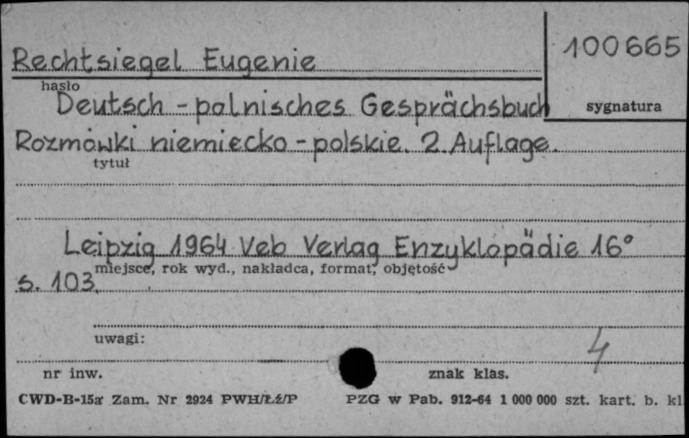 Rechtsiegel Eugenie
100665
hasło
Deutsch - polnisches Gesprächsbuch
sygnatura
Rozmówki niemiecko - polskie. 2. Auflage.
tytuł
Leipzig 1964 Veb Verlag Enzyklopädie 16°
miejsce, rok wyd., nakładca, format, objętość
s. 103.
uwagi:
4
nr inw.
znak klas.
CWD-B-15a Zam. Nr 2924 PWH/Łź/P
PZG w Pab. 912-64 1 000 000 szt. kart. b. kl